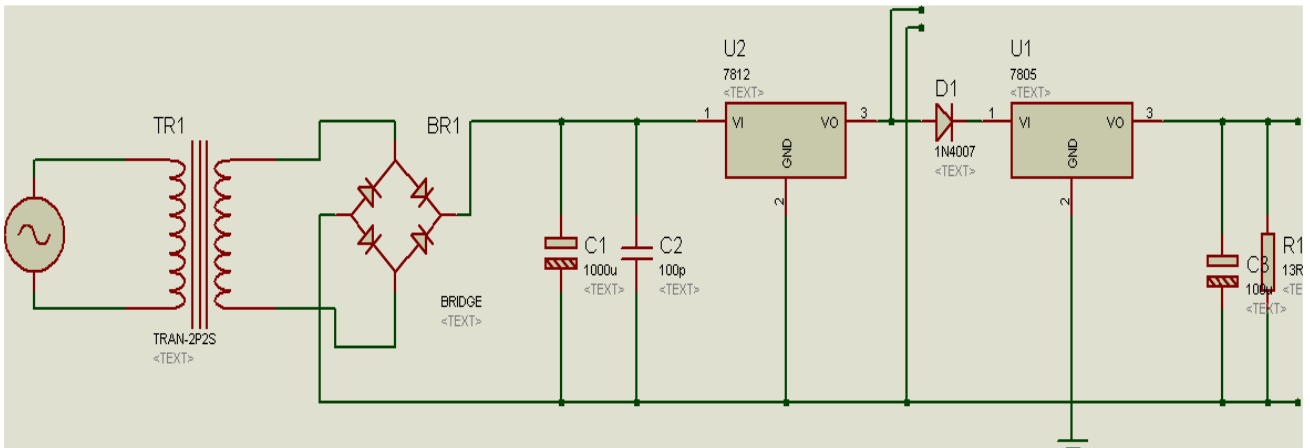 TR1
TRAN-2P2S
<TEXT>
BR1
BRIDGE
<TEXT>
C1
1000u
<TEXT>
C2
100p
<TEXT>
U2
7812
<TEXT>
1
VI
VO
3
GND
2
D1
1N4007
<TEXT>
U1
7805
<TEXT>
1
VI
VO
3
GND
2
C3
100u
<TEXT>
R1
13R
<TE